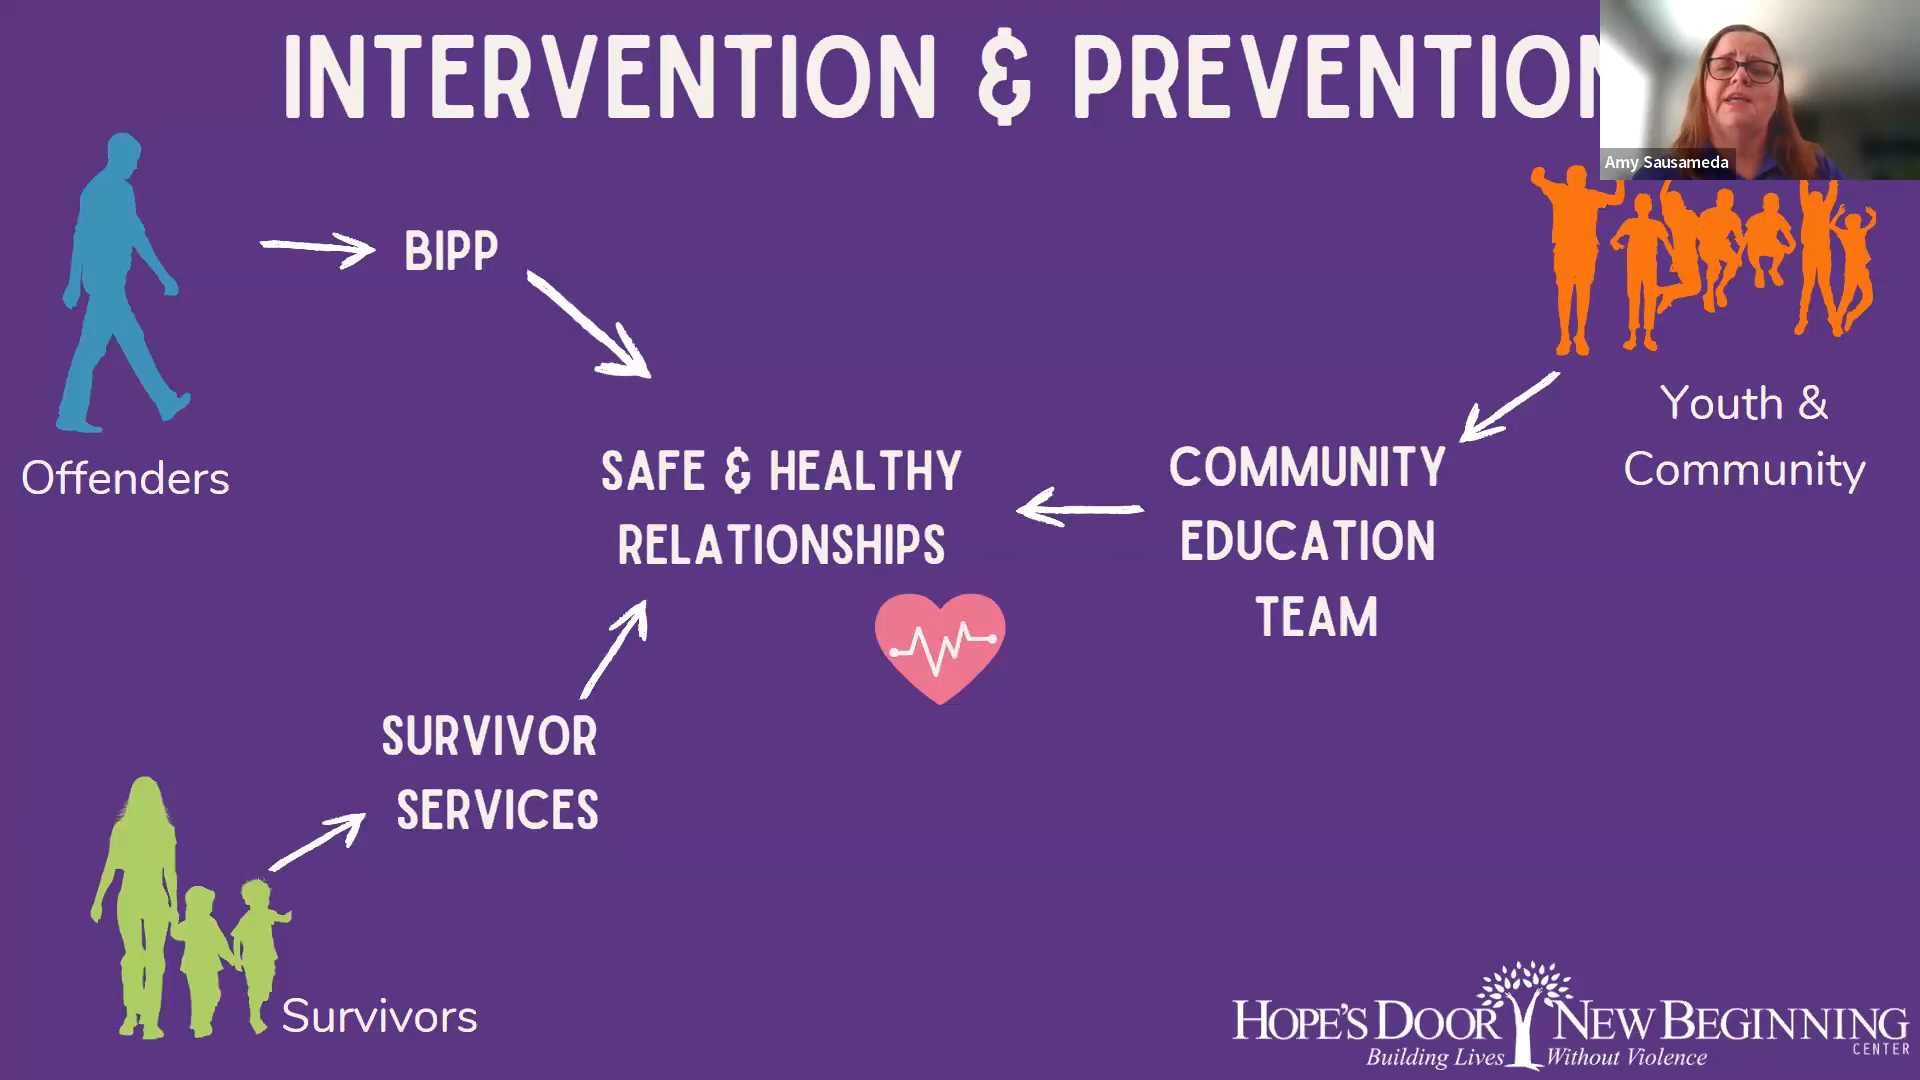 INTERVENTION & PREVENTION
Amy Sausameda
BIPP
Offenders
Youth &
Community
SAFE & HEALTHY
RELATIONSHIPS
COMMUNITY
EDUCATION
TEAM
SURVIVOR
SERVICES
Survivors
HOPE'S DOOR NEW BEGINNING
CENTER
Building Lives Without Violence